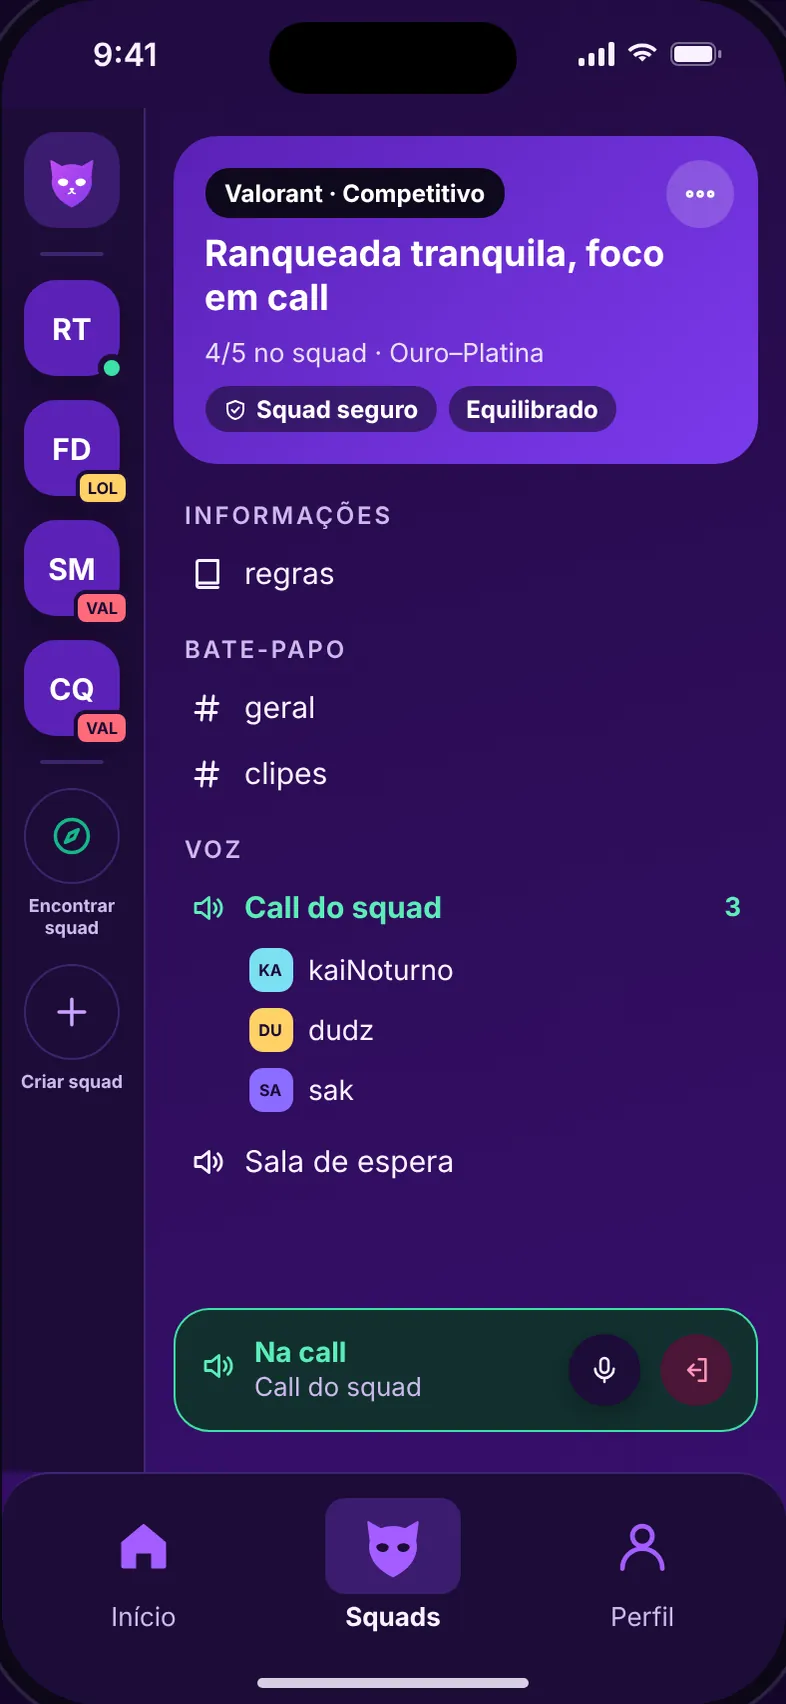 9:41
RT
FD
LOL
SM
VAL
CQ
VAL
Encontrar
squad
Criar squad
Valorant · Competitivo
Ranqueada tranquila, foco
em call
4/5 no squad · Ouro–Platina
Squad seguro
Equilibrado
INFORMAÇÕES
regras
BATE-PAPO
# geral
# clipes
VOZ
Call do squad 3
KA kaiNoturno
DU dudz
SA sak
Sala de espera
Na call
Call do squad
Início
Squads
Perfil